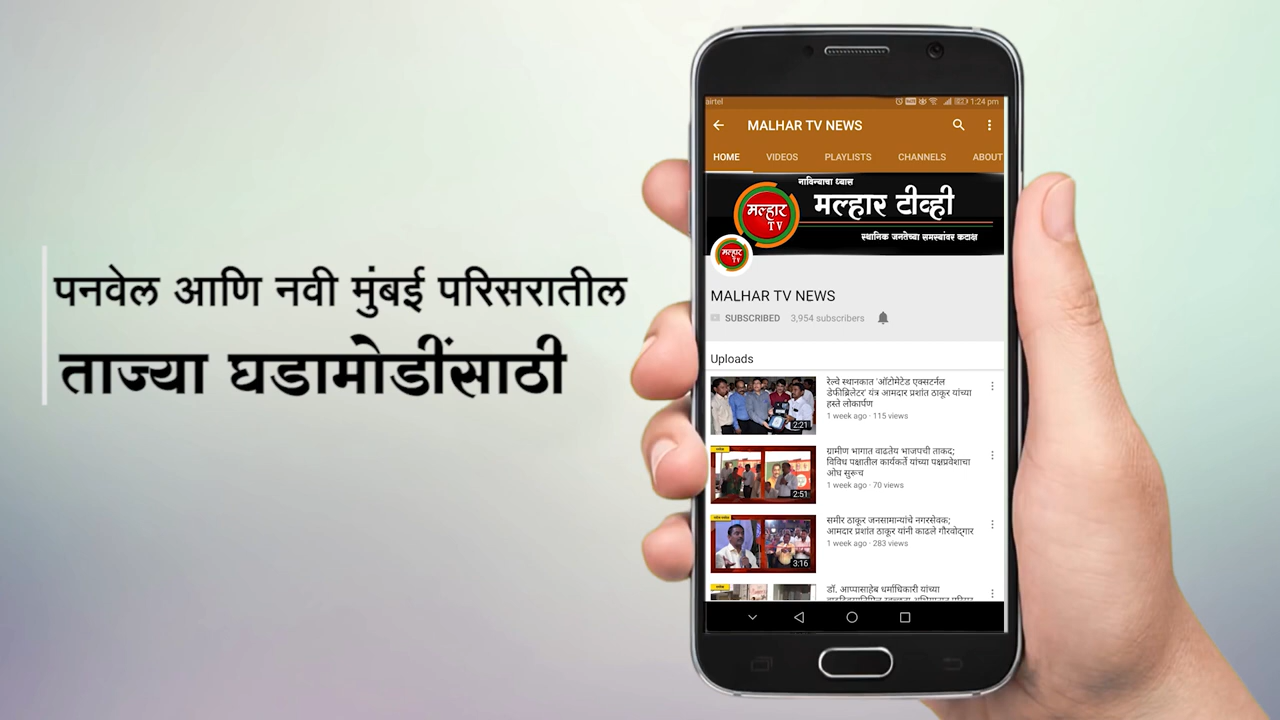 पनवेल आणि नवी मुंबई परिसरातील
ताज्या घडामोडींसाठी
airtel
1:24 pm
MALHAR TV NEWS
HOME VIDEOS PLAYLISTS CHANNELS ABOUT
नाविन्याचा ध्यास
मल्हार TV
मल्हार टीव्ही
स्थानिक जनतेच्या समस्यांवर कटाक्ष
मल्हार TV
MALHAR TV NEWS
SUBSCRIBED 3,954 subscribers
Uploads
रेल्वे स्थानकात 'ऑटोमेटेड एक्सटर्नल
डेफीब्रिलेटर' यंत्र आमदार प्रशांत ठाकूर यांच्या
हस्ते लोकार्पण
1 week ago · 115 views
2:21
ग्रामीण भागात वाढतेय भाजपची ताकद;
विविध पक्षातील कार्यकर्ते यांच्या पक्षप्रवेशाचा
ओघ सुरूच
1 week ago · 70 views
2:51
समीर ठाकूर जनसामान्यांचे नगरसेवक;
आमदार प्रशांत ठाकूर यांनी काढले गौरवोद्‌गार
1 week ago · 283 views
3:16
डॉ. आप्पासाहेब धर्माधिकारी यांच्या